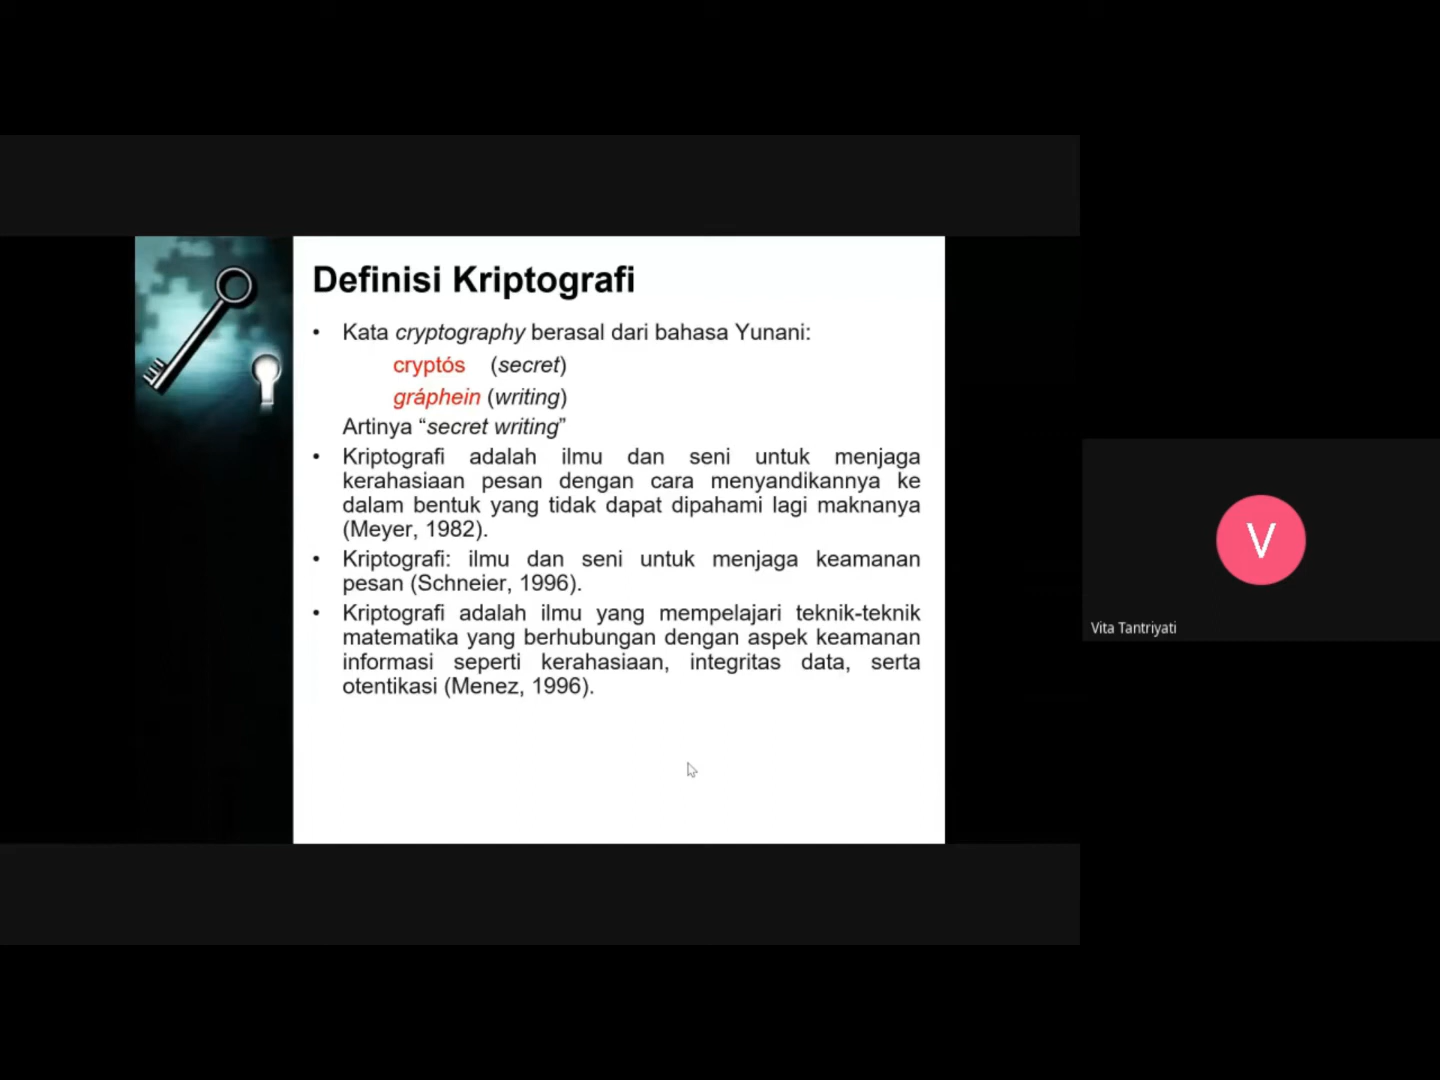 Definisi Kriptografi
• Kata cryptography berasal dari bahasa Yunani:
cryptós (secret)
gráphein (writing)
Artinya “secret writing”
• Kriptografi adalah ilmu dan seni untuk menjaga
kerahasiaan pesan dengan cara menyandikannya ke
dalam bentuk yang tidak dapat dipahami lagi maknanya
(Meyer, 1982).
• Kriptografi: ilmu dan seni untuk menjaga keamanan
pesan (Schneier, 1996).
• Kriptografi adalah ilmu yang mempelajari teknik-teknik
matematika yang berhubungan dengan aspek keamanan
informasi seperti kerahasiaan, integritas data, serta
otentikasi (Menez, 1996).
V
Vita Tantriyati